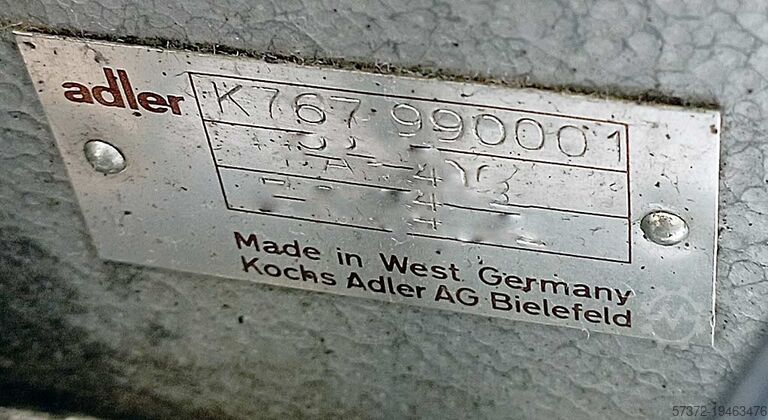 adler
K767 990001
Made in West Germany
Kochs Adler AG Bielefeld
57372-19463476